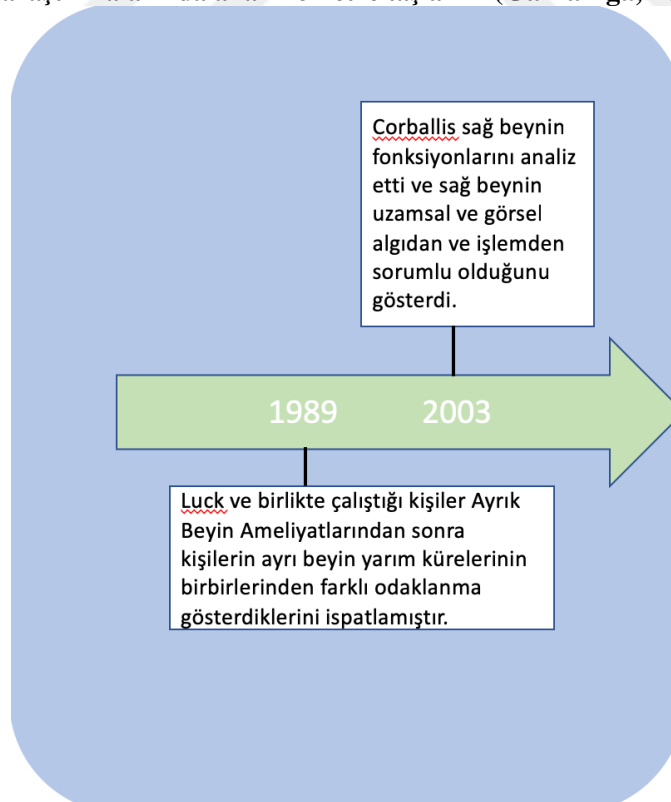 Corballis sağ beynin
fonksiyonlarını analiz
etti ve sağ beynin
uzamsal ve görsel
algıdan ve işlemden
sorumlu olduğunu
gösterdi.
1989 2003
Luck ve birlikte çalıştığı kişiler Ayrık
Beyin Ameliyatlarından sonra
kişilerin ayrı beyin yarım kürelerinin
birbirlerinden farklı odaklanma
gösterdiklerini ispatlamıştır.